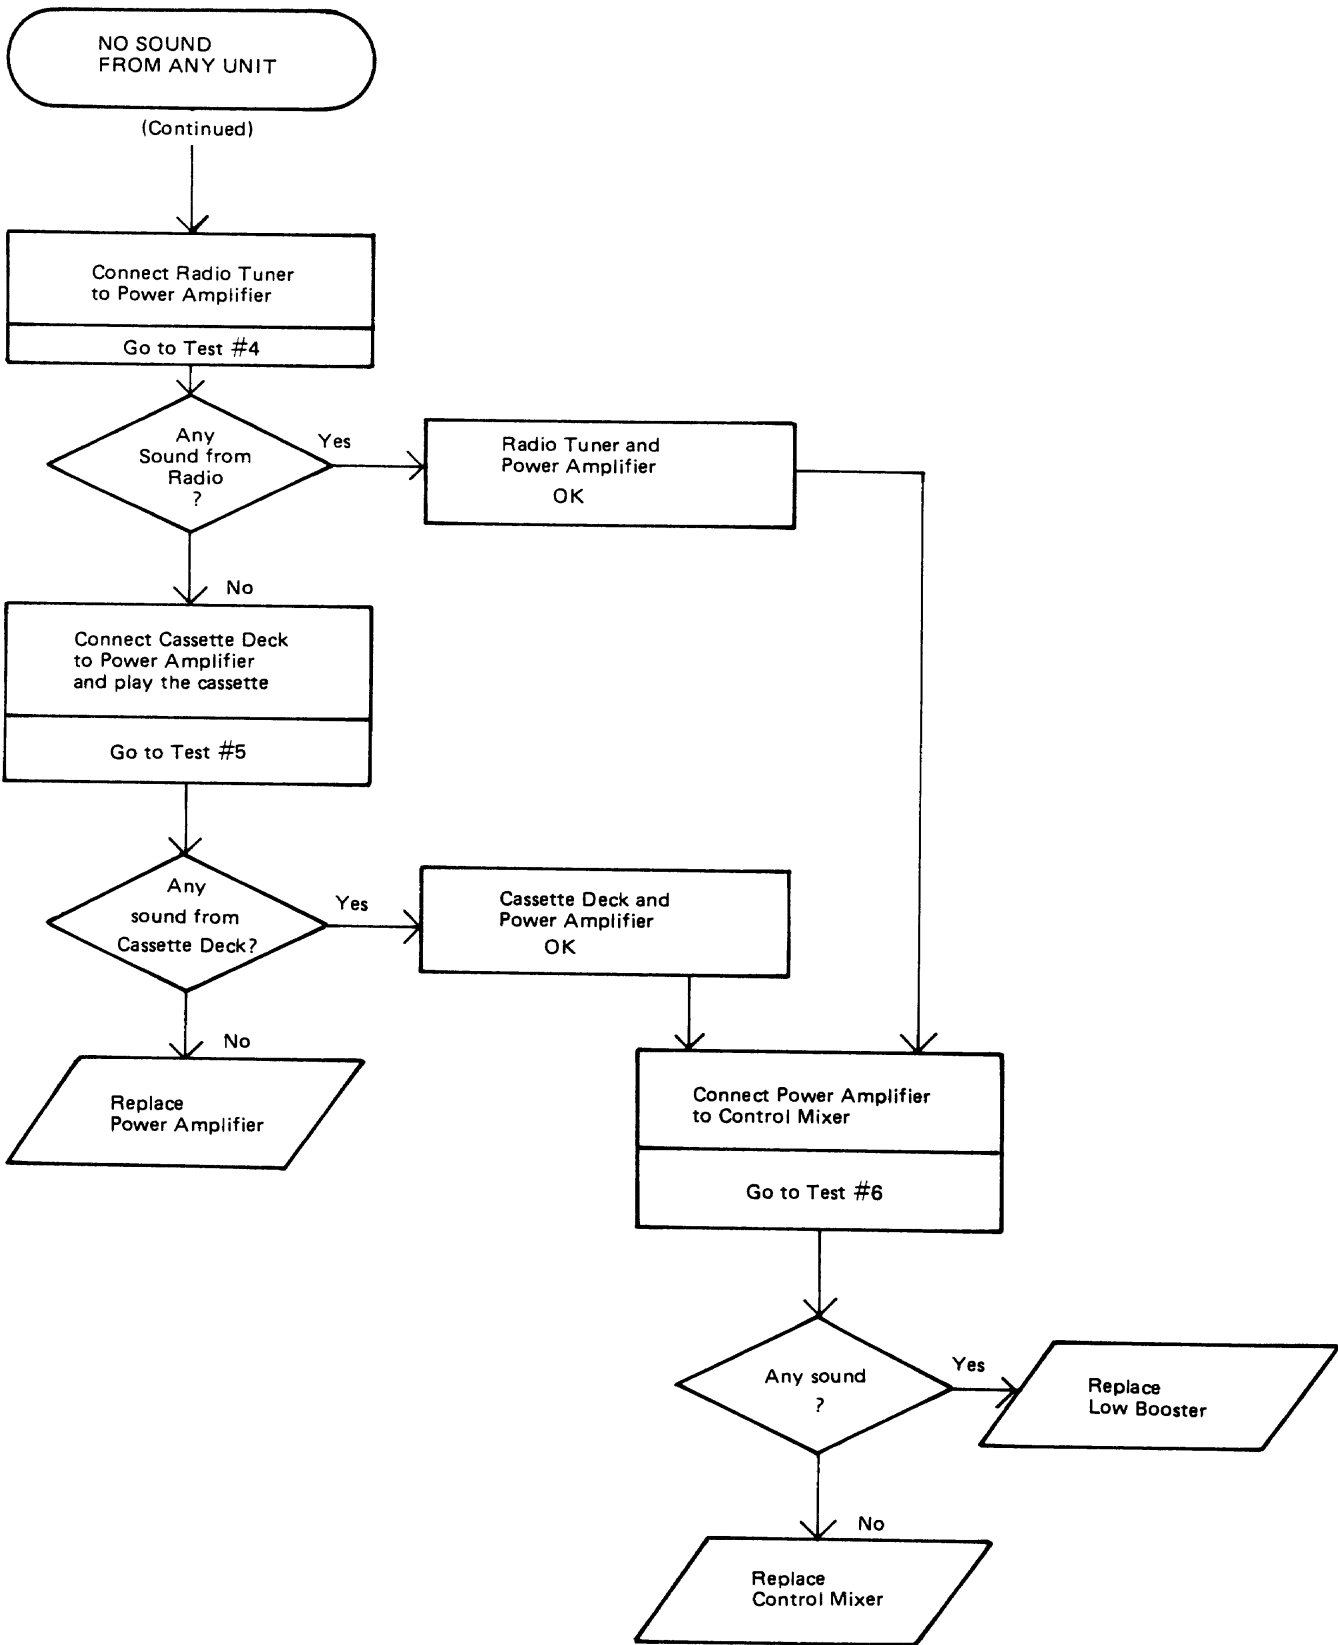 NO SOUND
FROM ANY UNIT
(Continued)
Connect Radio Tuner
to Power Amplifier
Go to Test #4
Any
Sound from
Radio
?
Yes
Radio Tuner and
Power Amplifier
OK
No
Connect Cassette Deck
to Power Amplifier
and play the cassette
Go to Test #5
Any
sound from
Cassette Deck?
Yes
Cassette Deck and
Power Amplifier
OK
No
Replace
Power Amplifier
Connect Power Amplifier
to Control Mixer
Go to Test #6
Any sound
?
Yes
Replace
Low Booster
No
Replace
Control Mixer